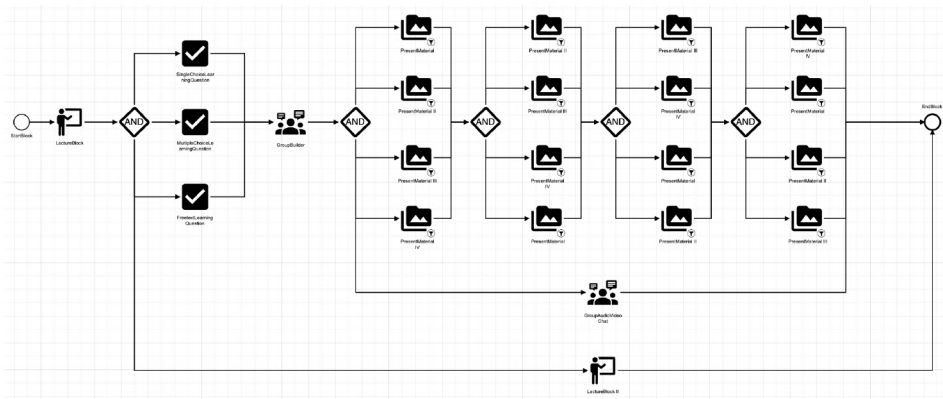 StartBlock
LectureBlock
AND
SingleChoiceLear
ningQuestion
MultipleChoiceLe
arningQuestion
FreetextLearning
Question
GroupBuilder
AND
PresentMaterial
PresentMaterial II
PresentMaterial III
PresentMaterial
IV
AND
PresentMaterial II
PresentMaterial III
PresentMaterial
IV
PresentMaterial
AND
PresentMaterial III
PresentMaterial
IV
PresentMaterial
PresentMaterial II
AND
PresentMaterial
IV
PresentMaterial
PresentMaterial II
PresentMaterial III
EndBlock
GroupAudioVideo
Chat
LectureBlock II